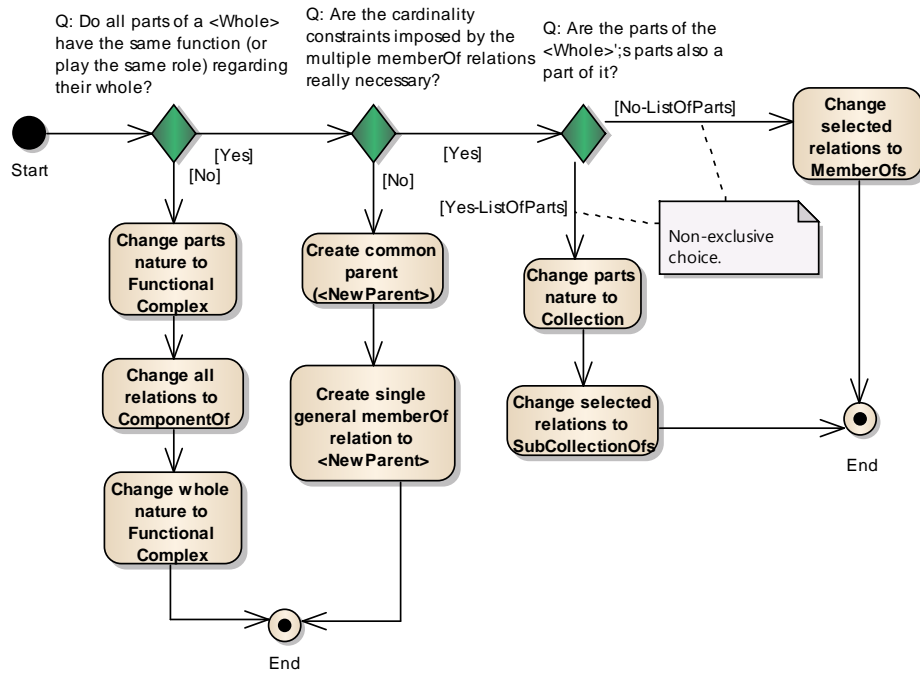 Q: Do all parts of a <Whole>
have the same function (or
play the same role) regarding
their whole?
Q: Are the cardinality
constraints imposed by the
multiple memberOf relations
really necessary?
Q: Are the parts of the
<Whole>';s parts also a
part of it?
Start
[Yes]
[No]
[Yes]
[No]
[No-ListOfParts]
[Yes-ListOfParts]
Change
selected
relations to
MemberOfs
Non-exclusive
choice.
Change parts
nature to
Functional
Complex
Create common
parent
(<NewParent>)
Change parts
nature to
Collection
Change all
relations to
ComponentOf
Create single
general memberOf
relation to
<NewParent>
Change selected
relations to
SubCollectionOfs
Change whole
nature to
Functional
Complex
End
End